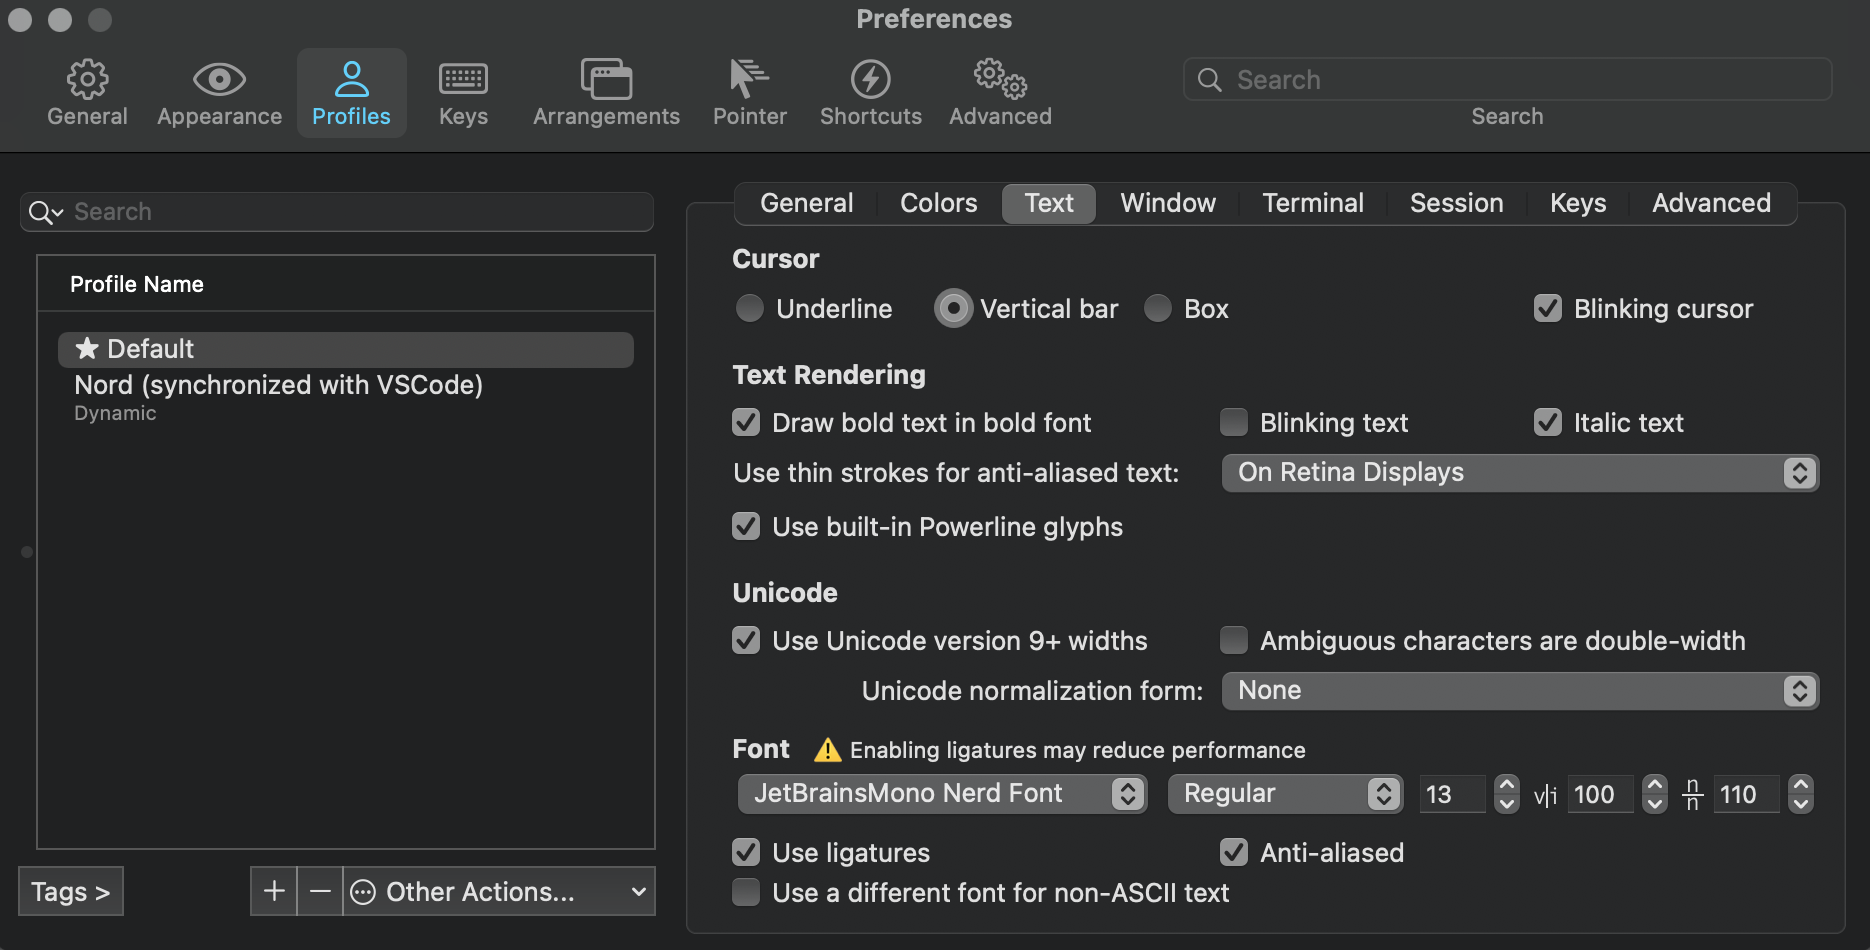 Preferences
General Appearance Profiles Keys Arrangements Pointer Shortcuts Advanced
Search
Search
Search
Profile Name
Default
Nord (synchronized with VSCode)
Dynamic
Tags >
+ − Other Actions...
General Colors Text Window Terminal Session Keys Advanced
Cursor
Underline Vertical bar Box Blinking cursor
Text Rendering
Draw bold text in bold font Blinking text Italic text
Use thin strokes for anti-aliased text: On Retina Displays
Use built-in Powerline glyphs
Unicode
Use Unicode version 9+ widths Ambiguous characters are double-width
Unicode normalization form: None
Font Enabling ligatures may reduce performance
JetBrainsMono Nerd Font Regular 13 v|i 100 n/n 110
Use ligatures Anti-aliased
Use a different font for non-ASCII text